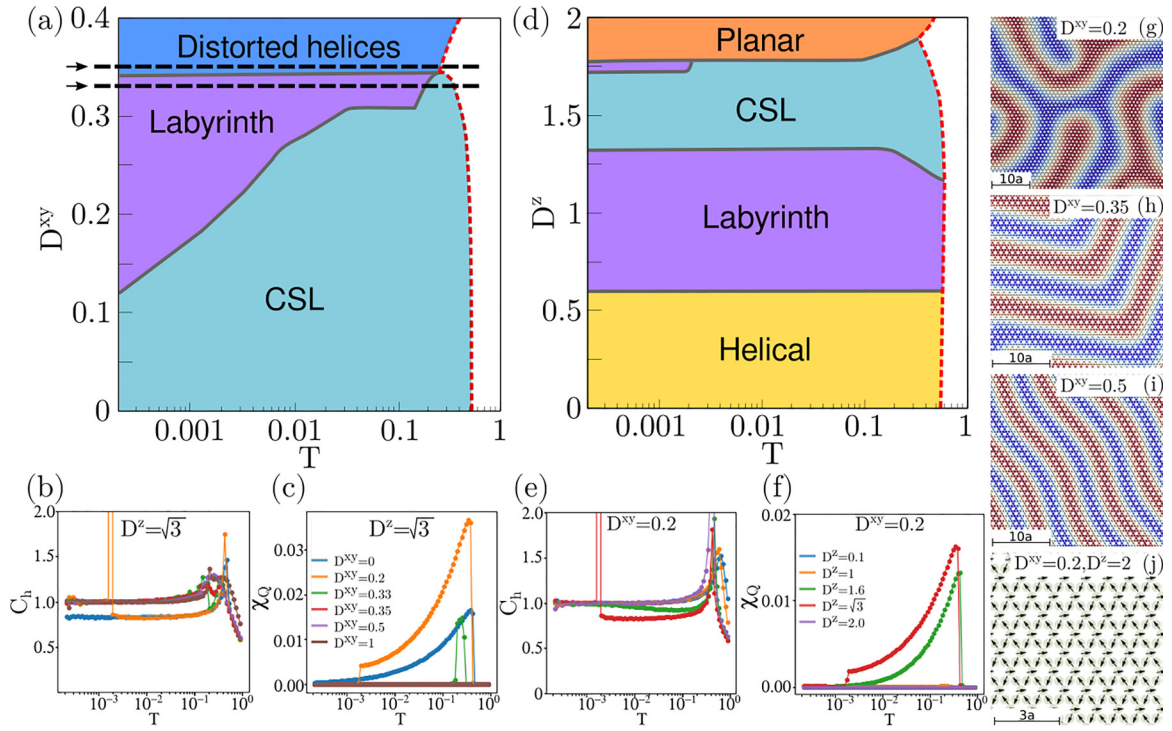 (a)
0.4
0.3
0.2
0.1
0
D^xy
Distorted helices
Labyrinth
CSL
0.001
0.01
0.1
1
T
(d)
2
1.5
1
0.5
0
D^z
Planar
CSL
Labyrinth
Helical
0.001
0.01
0.1
1
T
D^xy=0.2 (g)
10a
D^xy=0.35 (h)
10a
D^xy=0.5 (i)
10a
D^xy=0.2,D^z=2 (j)
3a
(b)
D^z=√3
2.0
1.5
1.0
0.5
C_h
10^-3
10^-2
10^-1
10^0
T
(c)
D^z=√3
0.03
0.02
0.01
0.00
χ_Q
D^xy=0
D^xy=0.2
D^xy=0.33
D^xy=0.35
D^xy=0.5
D^xy=1
10^-3
10^-2
10^-1
10^0
T
(e)
D^xy=0.2
2.0
1.5
1.0
0.5
0
C_h
10^-3
10^-2
10^-1
10^0
T
(f)
D^xy=0.2
0.02
0.01
0.00
χ_Q
D^z=0.1
D^z=1
D^z=1.6
D^z=√3
D^z=2.0
10^-3
10^-2
10^-1
10^0
T